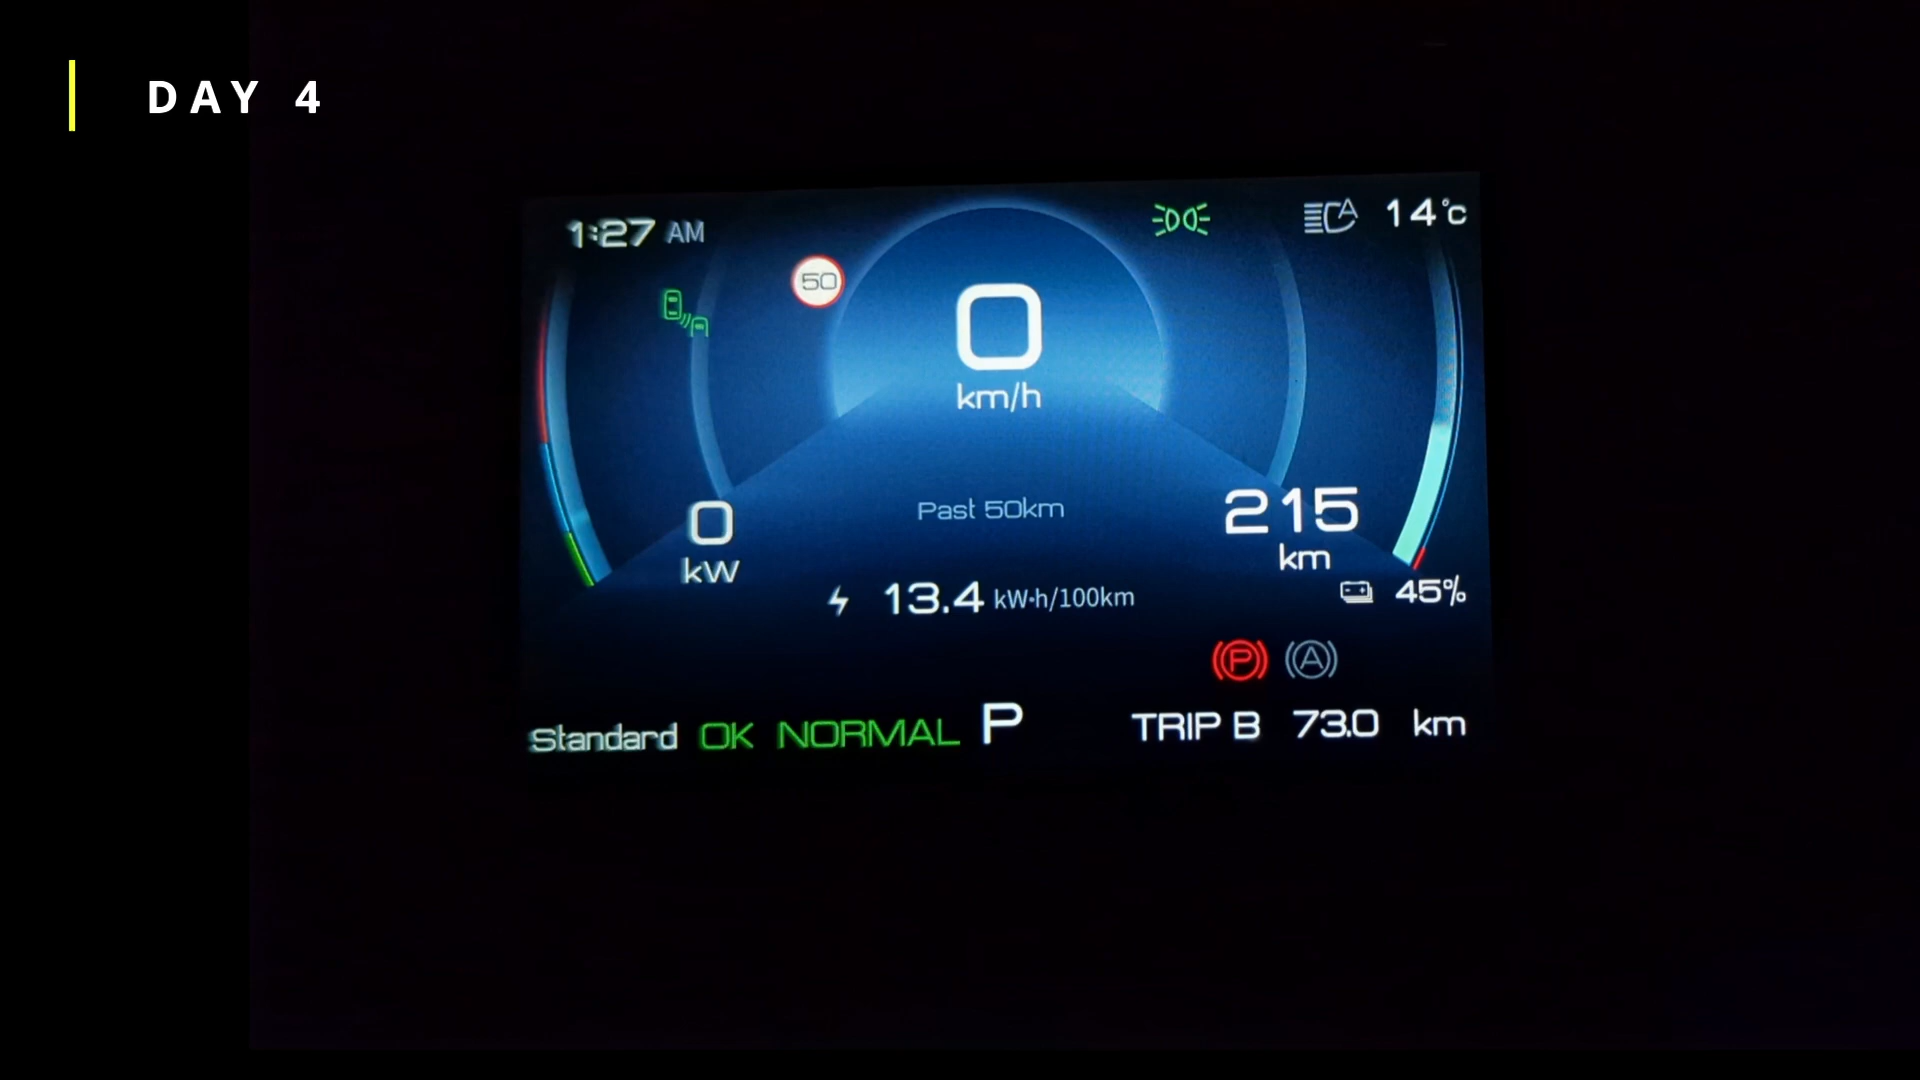 DAY 4
1:27 AM
14°C
50
0
km/h
Past 50km
215
km
0
kW
13.4 kW·h/100km
45%
P A
Standard OK NORMAL P
TRIP B 73.0 km